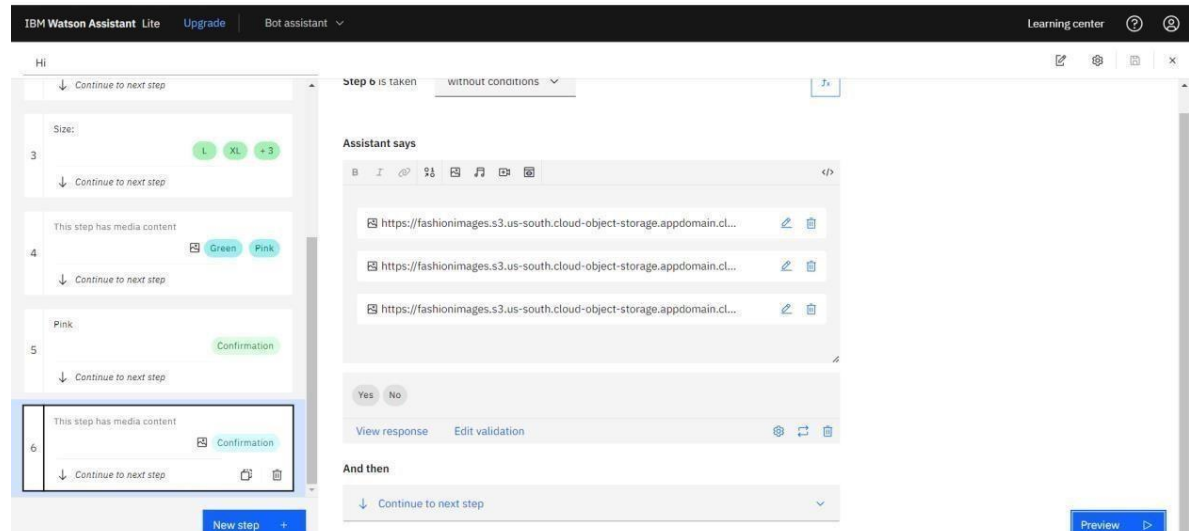 IBM Watson Assistant Lite Upgrade Bot assistant Learning center
Hi
Continue to next step
3
Size:
L XL + 3
Continue to next step
4
This step has media content
Green Pink
Continue to next step
5
Pink
Confirmation
Continue to next step
6
This step has media content
Confirmation
Continue to next step
New step +
Step 6 is taken without conditions
fx
Assistant says
B I </>
https://fashionimages.s3.us-south.cloud-object-storage.appdomain.cl...
https://fashionimages.s3.us-south.cloud-object-storage.appdomain.cl...
https://fashionimages.s3.us-south.cloud-object-storage.appdomain.cl...
Yes No
View response Edit validation
And then
Continue to next step
Preview